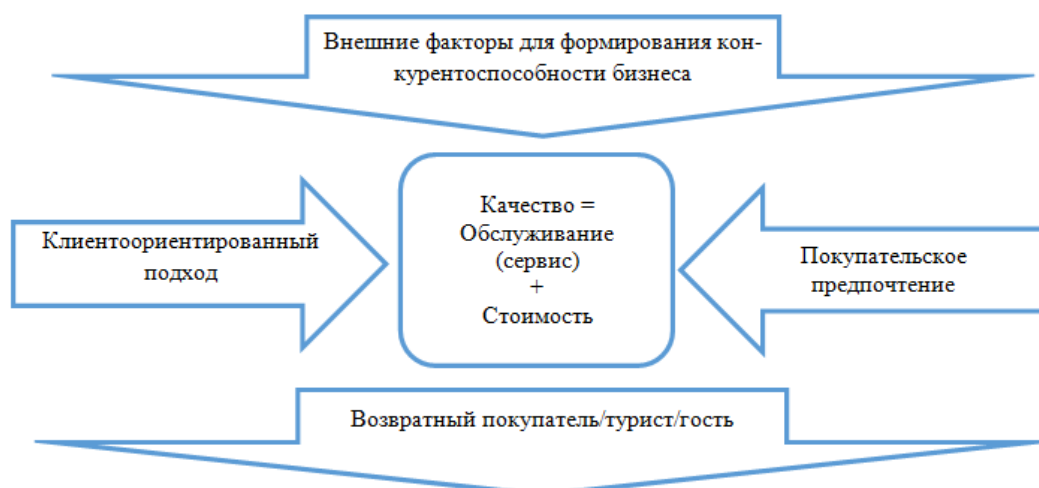 Внешние факторы для формирования кон-
курентоспособности бизнеса
Качество =
Обслуживание
(сервис)
+
Стоимость
Клиентоориентированный
подход
Покупательское
предпочтение
Возвратный покупатель/турист/гость